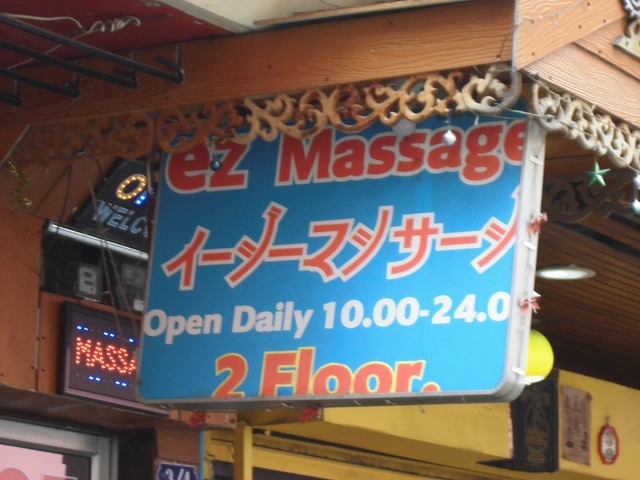 ez Massage
イージーマッサージ
Open Daily 10.00-24.0
2 Floor.
WELC
MASSA